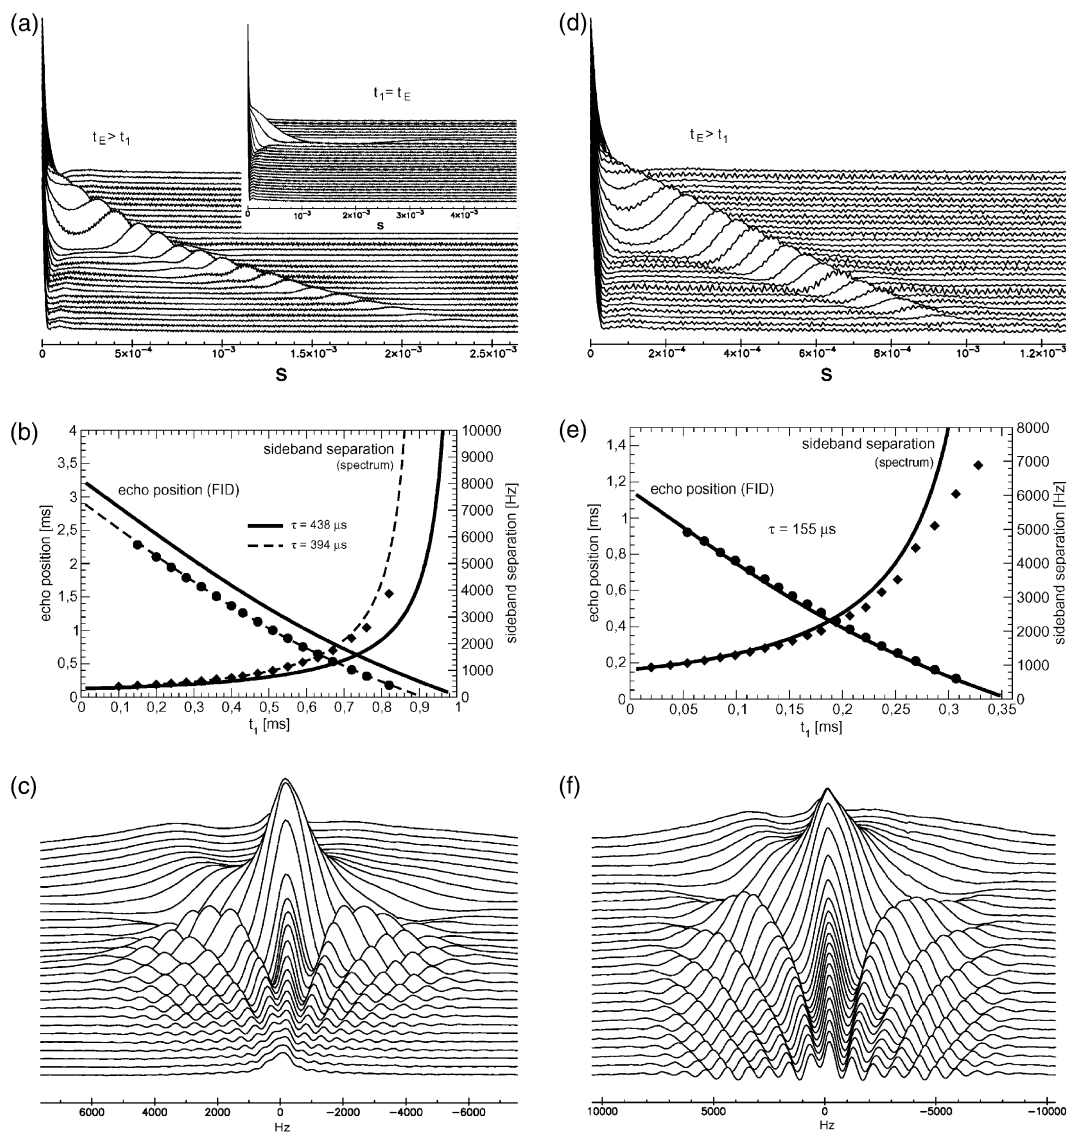 (a)
t1 = tE
tE > t1
0 10⁻³ 2×10⁻³ 3×10⁻³ 4×10⁻³
S
0 5×10⁻⁴ 10⁻³ 1.5×10⁻³ 2×10⁻³ 2.5×10⁻³
S
(d)
tE > t1
0 2×10⁻⁴ 4×10⁻⁴ 6×10⁻⁴ 8×10⁻⁴ 10⁻³ 1.2×10⁻³
S
(b)
echo position [ms]
4
3,5
3
2,5
2
1,5
1
0,5
0
sideband separation
(spectrum)
echo position (FID)
τ = 438 µs
τ = 394 µs
10000
9000
8000
7000
6000
5000
4000
3000
2000
1000
0
sideband separation [Hz]
0 0,1 0,2 0,3 0,4 0,5 0,6 0,7 0,8 0,9 1
t1 [ms]
(e)
echo position [ms]
1,4
1,2
1
0,8
0,6
0,4
0,2
0
sideband separation
(spectrum)
echo position (FID)
τ = 155 µs
8000
7000
6000
5000
4000
3000
2000
1000
0
sideband separation [Hz]
0 0,05 0,1 0,15 0,2 0,25 0,3 0,35
t1 [ms]
(c)
6000 4000 2000 0 -2000 -4000 -6000
Hz
(f)
10000 5000 0 -5000 -10000
Hz